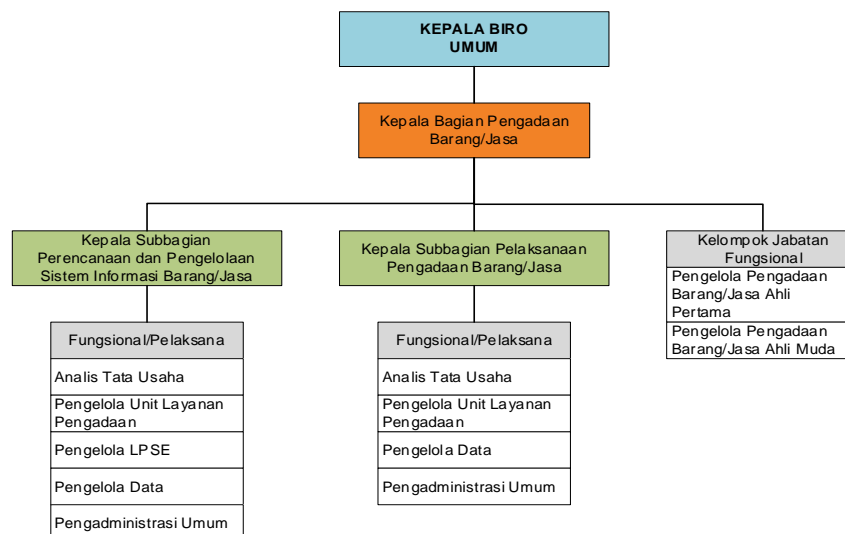 KEPALA BIRO
UMUM
Kepala Bagian Pengadaan
Barang/Jasa
Kepala Subbagian
Perencanaan dan Pengelolaan
Sistem Informasi Barang/Jasa
Kepala Subbagian Pelaksanaan
Pengadaan Barang/Jasa
Kelompok Jabatan
Fungsional
Pengelola Pengadaan
Barang/Jasa Ahli
Pertama
Pengelola Pengadaan
Barang/Jasa Ahli Muda
Fungsional/Pelaksana
Analis Tata Usaha
Pengelola Unit Layanan
Pengadaan
Pengelola LPSE
Pengelola Data
Pengadministrasi Umum
Fungsional/Pelaksana
Analis Tata Usaha
Pengelola Unit Layanan
Pengadaan
Pengelola Data
Pengadministrasi Umum